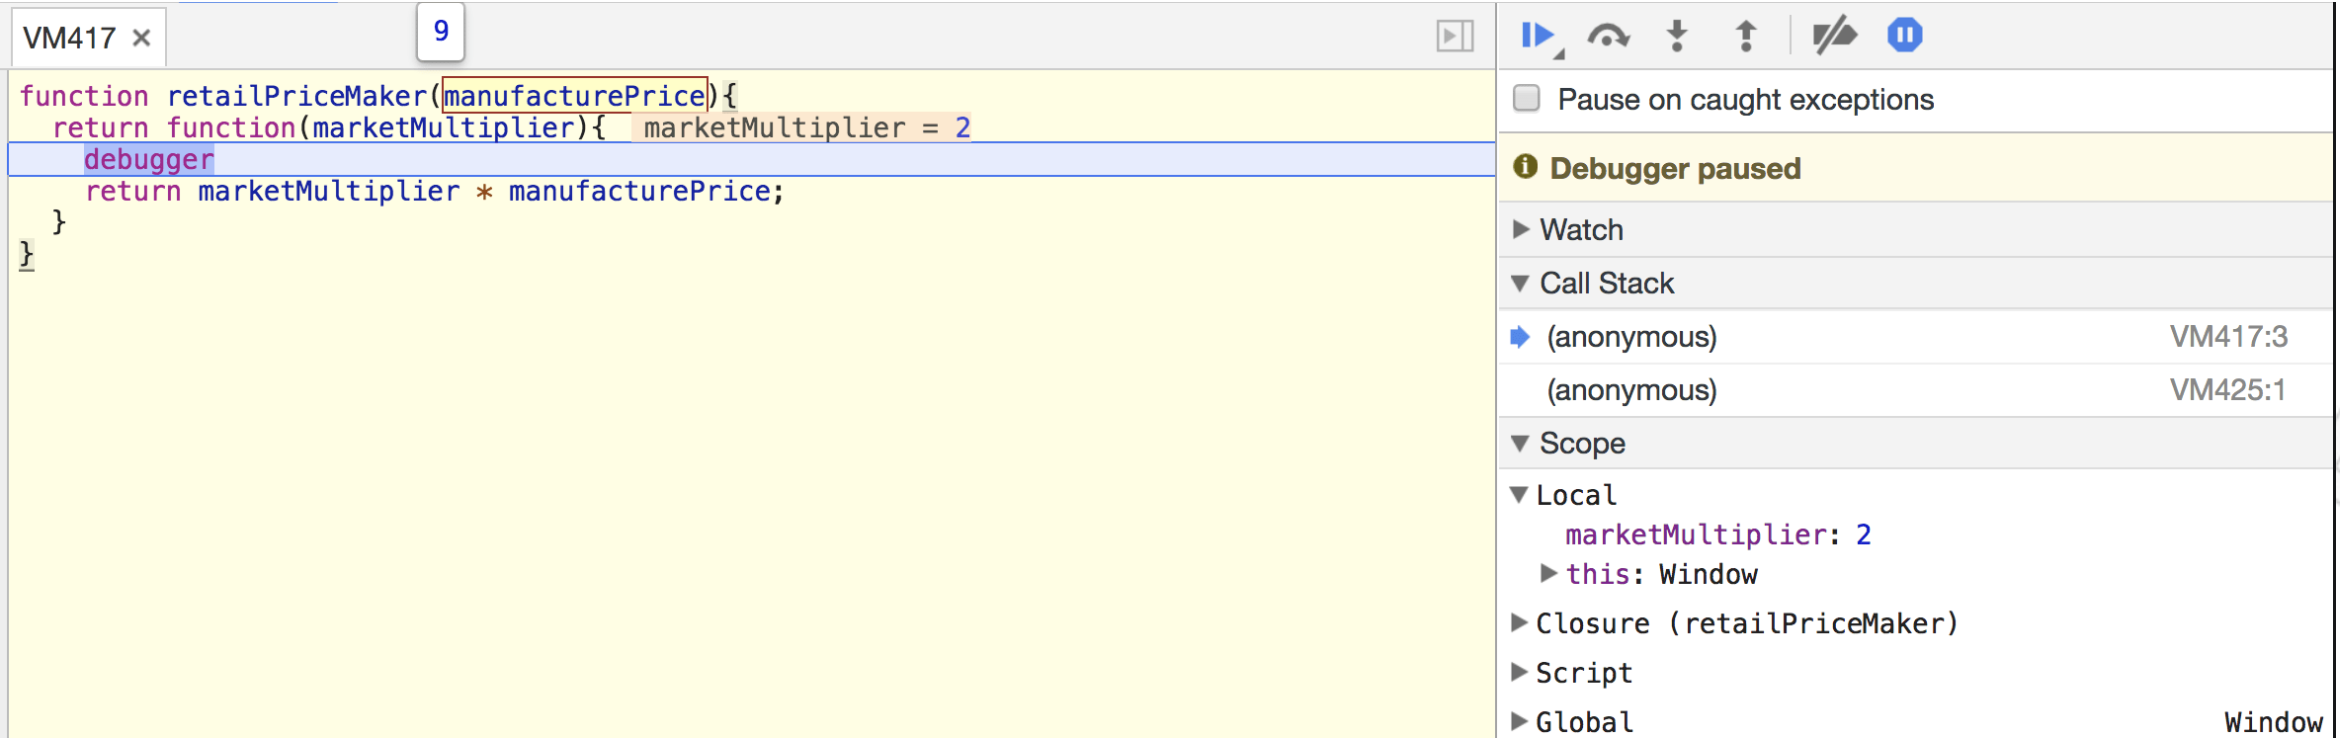 VM417 ×
9
function retailPriceMaker(manufacturePrice){
return function(marketMultiplier){ marketMultiplier = 2
debugger
return marketMultiplier * manufacturePrice;
}
}
Pause on caught exceptions
Debugger paused
Watch
Call Stack
(anonymous) VM417:3
(anonymous) VM425:1
Scope
Local
marketMultiplier: 2
this: Window
Closure (retailPriceMaker)
Script
Global Window